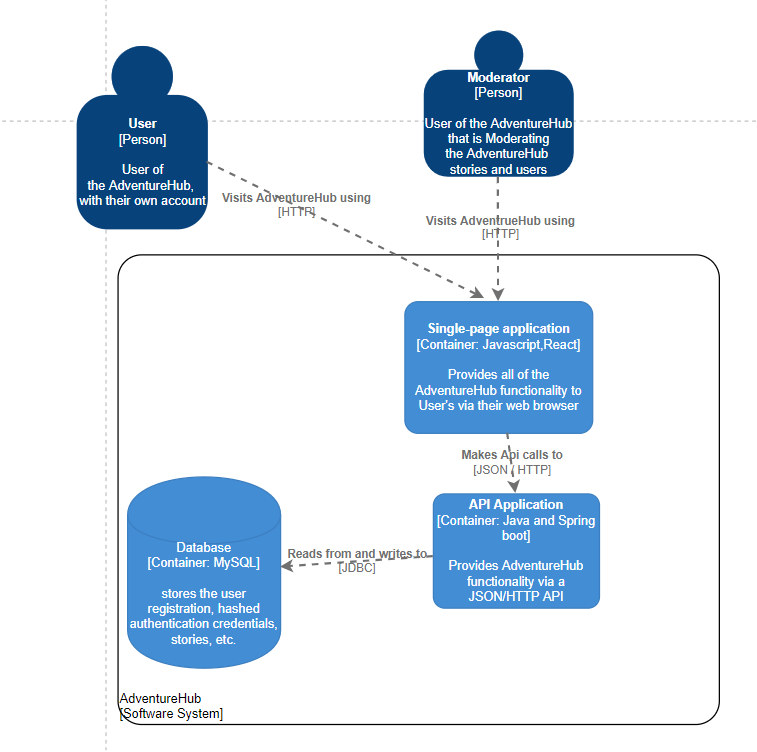 User
[Person]
User of
the AdventureHub,
with their own account
Moderator
[Person]
User of the AdventureHub
that is Moderating
the AdventureHub
stories and users
Visits AdventureHub using
[HTTP]
Visits AdventrueHub using
[HTTP]
Single-page application
[Container: Javascript,React]
Provides all of the
AdventureHub functionality to
User's via their web browser
Makes Api calls to
[JSON / HTTP]
API Application
[Container: Java and Spring
boot]
Provides AdventureHub
functionality via a
JSON/HTTP API
Reads from and writes to
[JDBC]
Database
[Container: MySQL]
stores the user
registration, hashed
authentication credentials,
stories, etc.
AdventureHub
[Software System]